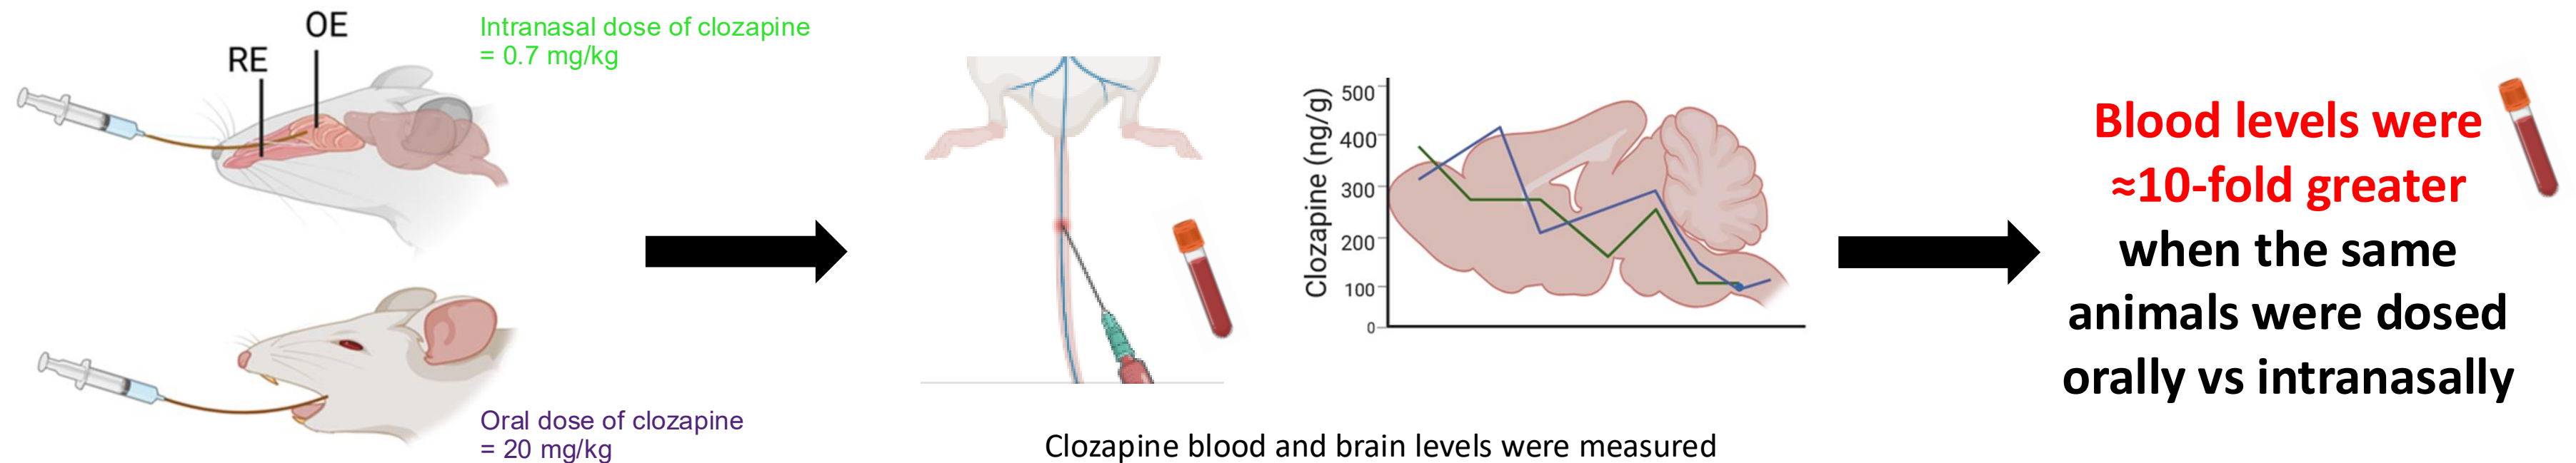 OE
RE
Intranasal dose of clozapine
= 0.7 mg/kg
Oral dose of clozapine
= 20 mg/kg
Clozapine (ng/g)
500
400
300
200
100
0
Clozapine blood and brain levels were measured
Blood levels were
≈10-fold greater
when the same
animals were dosed
orally vs intranasally